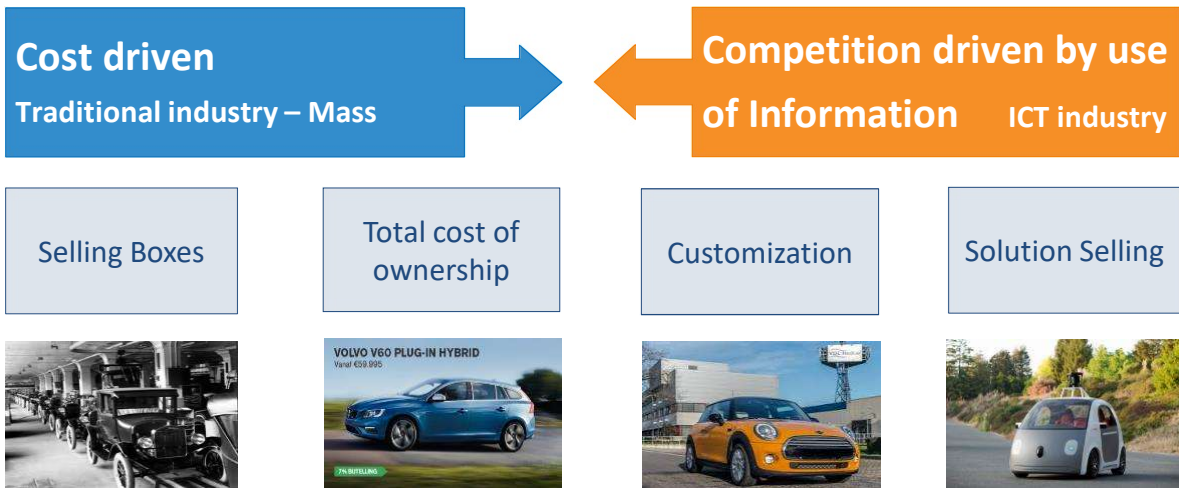 Cost driven
Traditional industry – Mass
Competition driven by use
of Information ICT industry
Selling Boxes
Total cost of
ownership
Customization
Solution Selling
VOLVO V60 PLUG-IN HYBRID
Vanaf €59.995
7% BIJTELLING